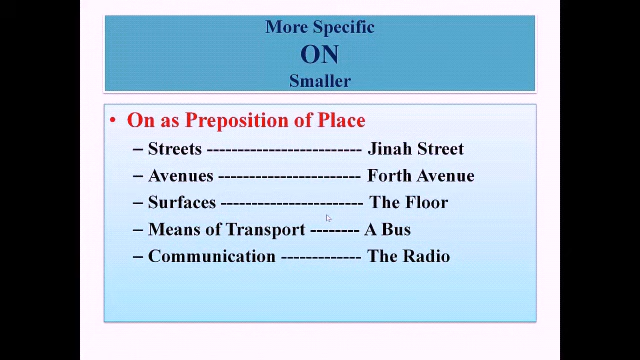 More Specific
ON
Smaller
• On as Preposition of Place
– Streets -------------------------- Jinah Street
– Avenues ------------------------ Forth Avenue
– Surfaces ------------------------ The Floor
– Means of Transport -------- A Bus
– Communication ------------- The Radio